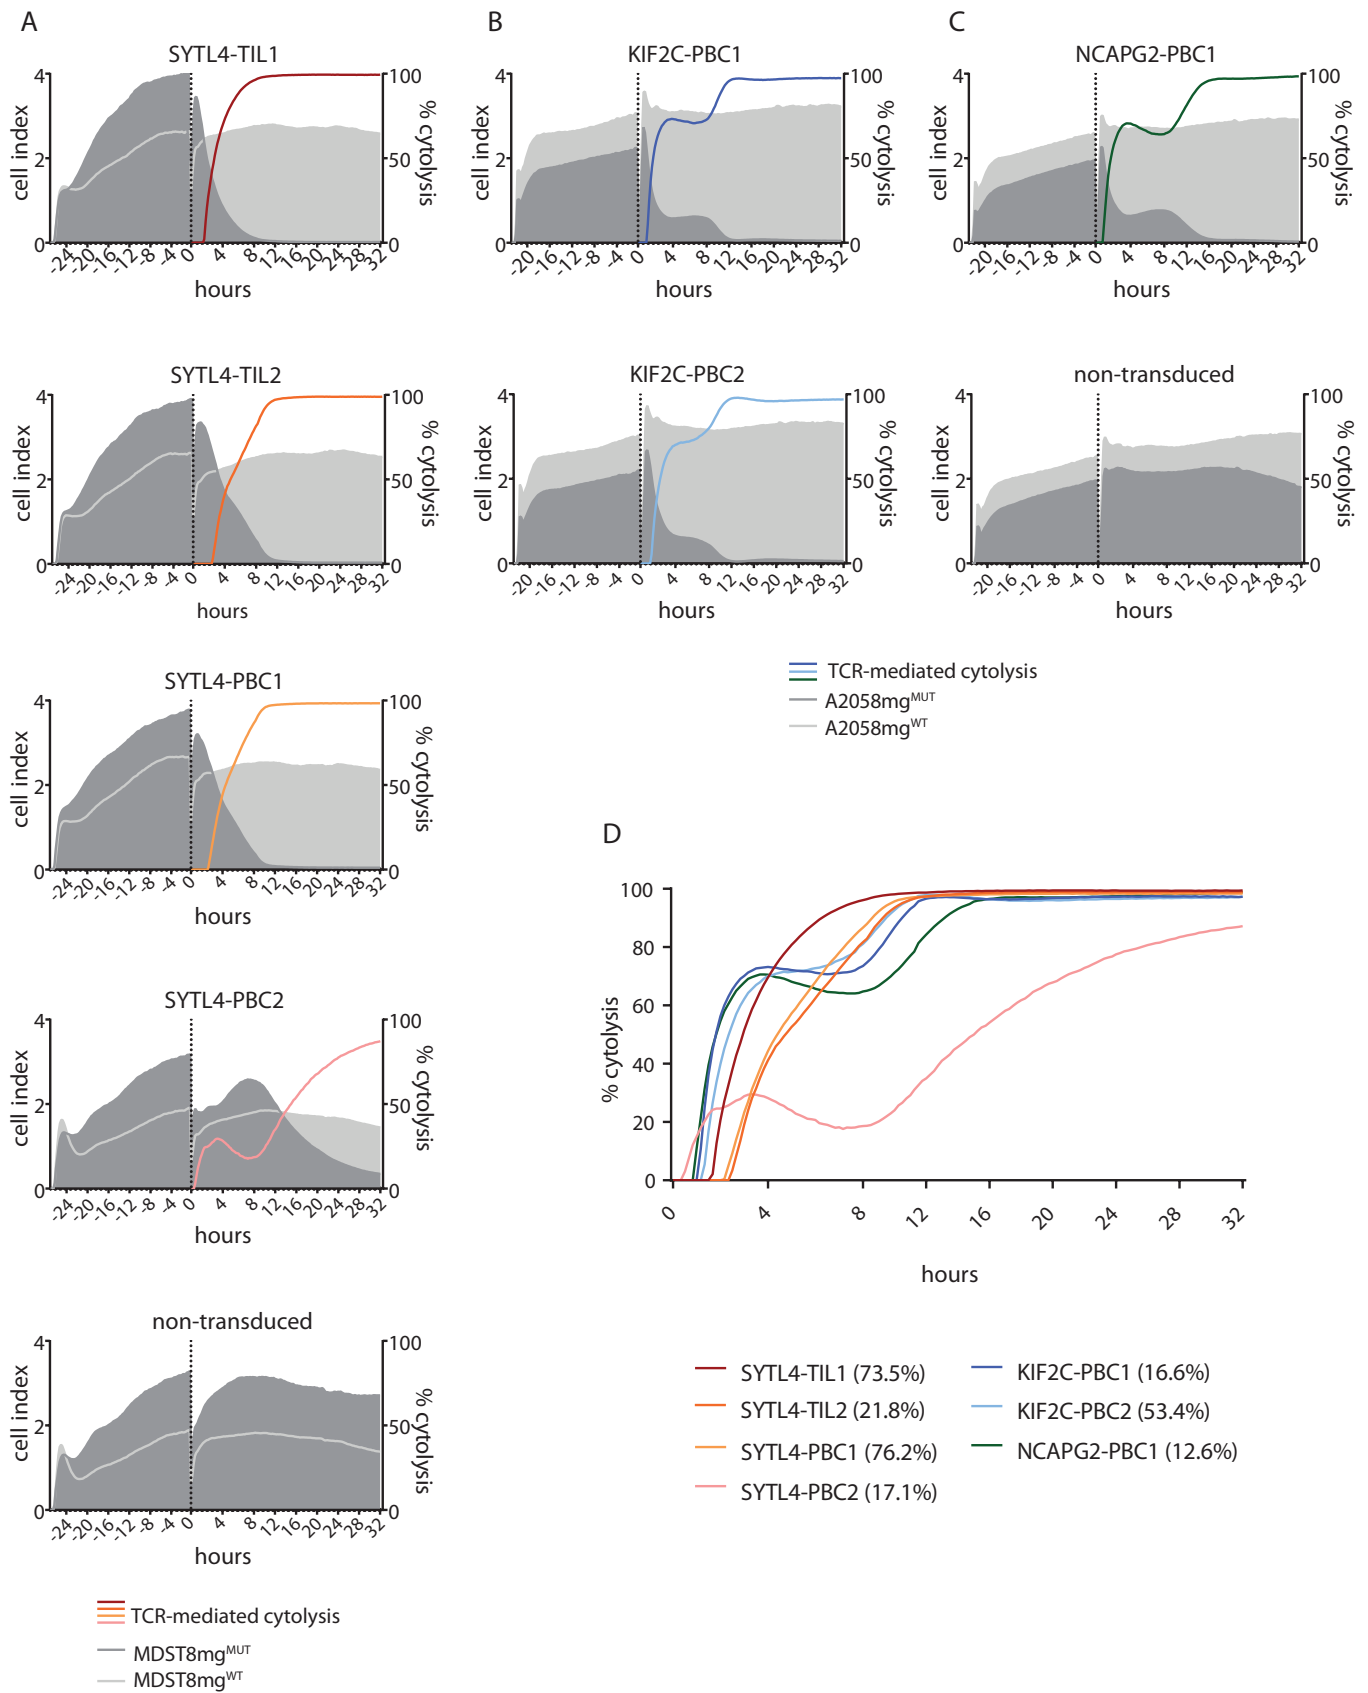 A
SYTL4-TIL1
4
2
0
cell index
100
50
0
% cytolysis
-24 -20 -16 -12 -8 -4 0 4 8 12 16 20 24 28 32
hours
SYTL4-TIL2
4
2
0
cell index
100
50
0
% cytolysis
-24 -20 -16 -12 -8 -4 0 4 8 12 16 20 24 28 32
hours
SYTL4-PBC1
4
2
0
cell index
100
50
0
% cytolysis
-24 -20 -16 -12 -8 -4 0 4 8 12 16 20 24 28 32
hours
SYTL4-PBC2
4
2
0
cell index
100
50
0
% cytolysis
-24 -20 -16 -12 -8 -4 0 4 8 12 16 20 24 28 32
hours
non-transduced
4
2
0
cell index
100
50
0
% cytolysis
-24 -20 -16 -12 -8 -4 0 4 8 12 16 20 24 28 32
hours
TCR-mediated cytolysis
MDST8mgMUT
MDST8mgWT
B
KIF2C-PBC1
4
2
0
cell index
100
50
0
% cytolysis
-20 -16 -12 -8 -4 0 4 8 12 16 20 24 28 32
hours
KIF2C-PBC2
4
2
0
cell index
100
50
0
% cytolysis
-20 -16 -12 -8 -4 0 4 8 12 16 20 24 28 32
hours
C
NCAPG2-PBC1
4
2
0
cell index
100
50
0
% cytolysis
-20 -16 -12 -8 -4 0 4 8 12 16 20 24 28 32
hours
non-transduced
4
2
0
cell index
100
50
0
% cytolysis
-20 -16 -12 -8 -4 0 4 8 12 16 20 24 28 32
hours
TCR-mediated cytolysis
A2058mgMUT
A2058mgWT
D
100
80
60
40
20
0
% cytolysis
0 4 8 12 16 20 24 28 32
hours
SYTL4-TIL1 (73.5%)
SYTL4-TIL2 (21.8%)
SYTL4-PBC1 (76.2%)
SYTL4-PBC2 (17.1%)
KIF2C-PBC1 (16.6%)
KIF2C-PBC2 (53.4%)
NCAPG2-PBC1 (12.6%)